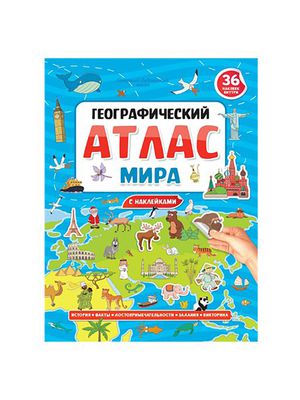 36
НАКЛЕЕК
ВНУТРИ
ГЕОГРАФИЧЕСКИЙ
АТЛАС
МИРА
С НАКЛЕЙКАМИ
ИСТОРИЯ • ФАКТЫ • ДОСТОПРИМЕЧАТЕЛЬНОСТИ • ЗАДАНИЯ • ВИКТОРИНА